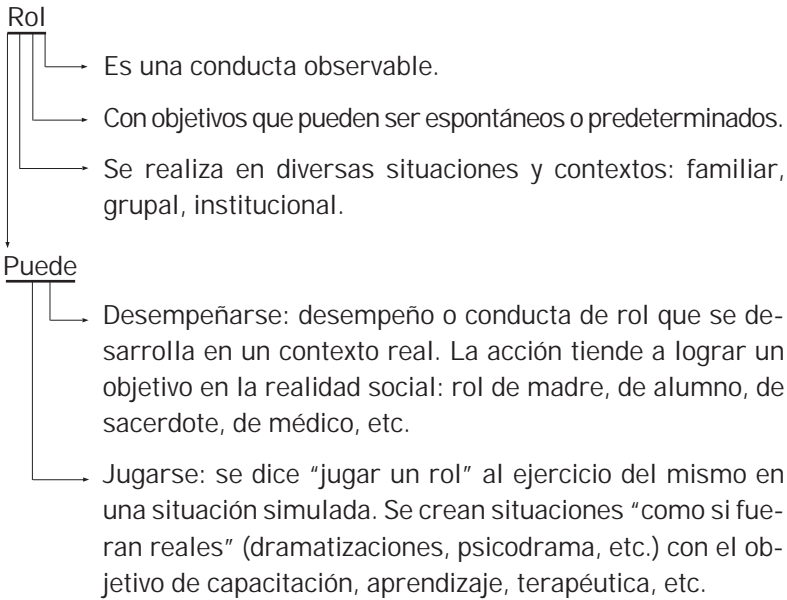 Rol
Es una conducta observable.
Con objetivos que pueden ser espontáneos o predeterminados.
Se realiza en diversas situaciones y contextos: familiar,
grupal, institucional.
Puede
Desempeñarse: desempeño o conducta de rol que se de-
sarrolla en un contexto real. La acción tiende a lograr un
objetivo en la realidad social: rol de madre, de alumno, de
sacerdote, de médico, etc.
Jugarse: se dice "jugar un rol" al ejercicio del mismo en
una situación simulada. Se crean situaciones "como si fue-
ran reales" (dramatizaciones, psicodrama, etc.) con el ob-
jetivo de capacitación, aprendizaje, terapéutica, etc.